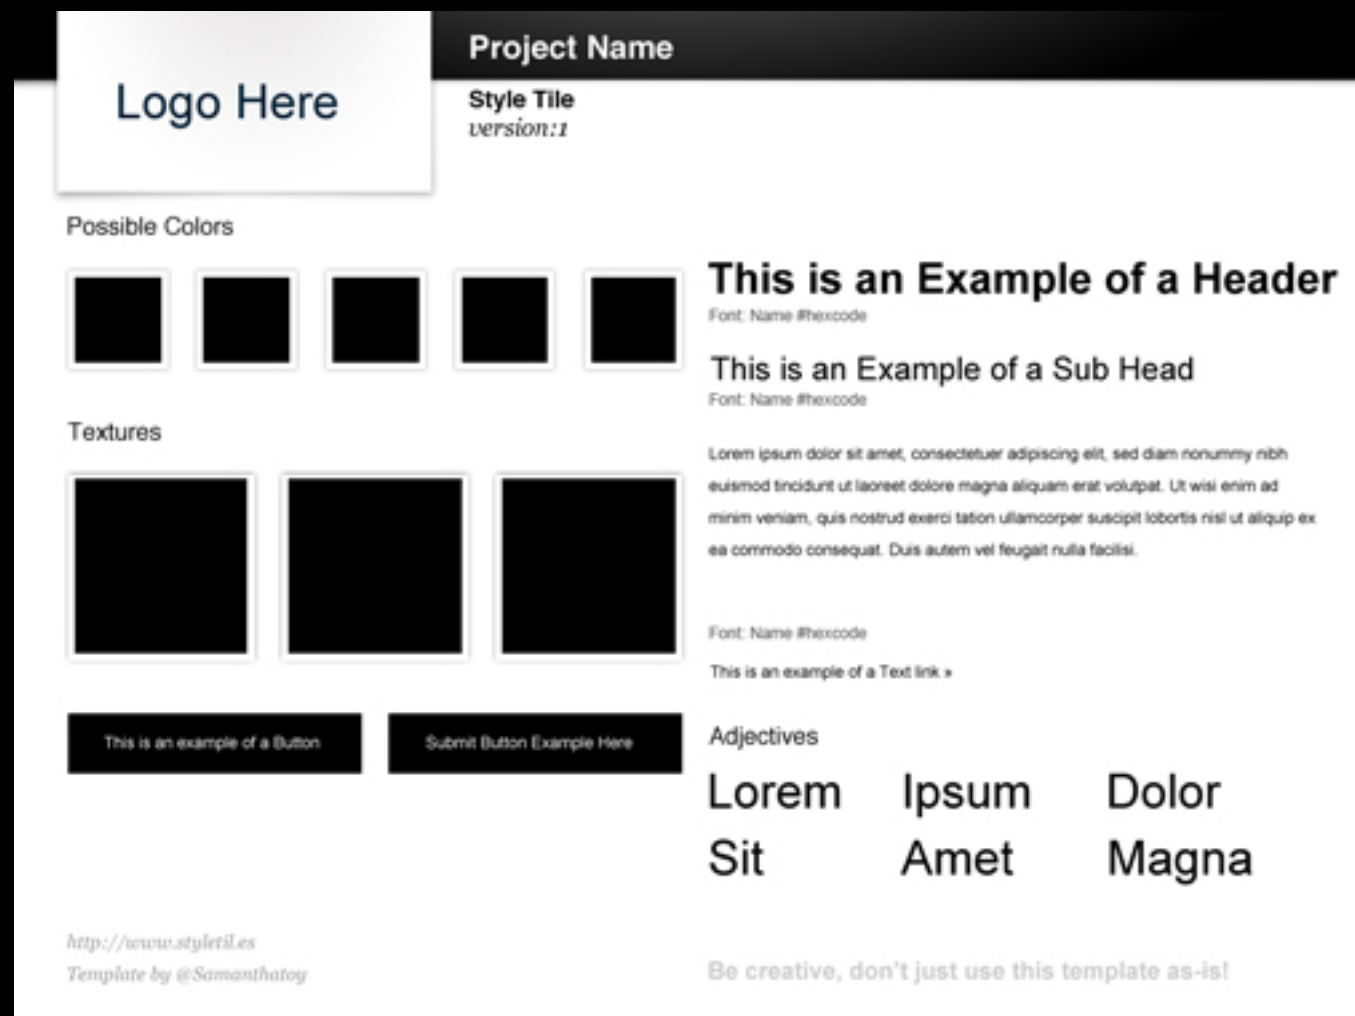 Project Name
Logo Here
Style Tile
version:1
Possible Colors
Textures
This is an example of a Button
Submit Button Example Here
This is an Example of a Header
Font: Name #hexcode
This is an Example of a Sub Head
Font: Name #hexcode
Lorem ipsum dolor sit amet, consectetuer adipiscing elit, sed diam nonummy nibh
euismod tincidunt ut laoreet dolore magna aliquam erat volutpat. Ut wisi enim ad
minim veniam, quis nostrud exerci tation ullamcorper suscipit lobortis nisl ut aliquip ex
ea commodo consequat. Duis autem vel feugait nulla facilisi.
Font: Name #hexcode
This is an example of a Text link »
Adjectives
Lorem Ipsum Dolor
Sit Amet Magna
http://www.styletil.es
Template by @Samanthatoy
Be creative, don't just use this template as-is!